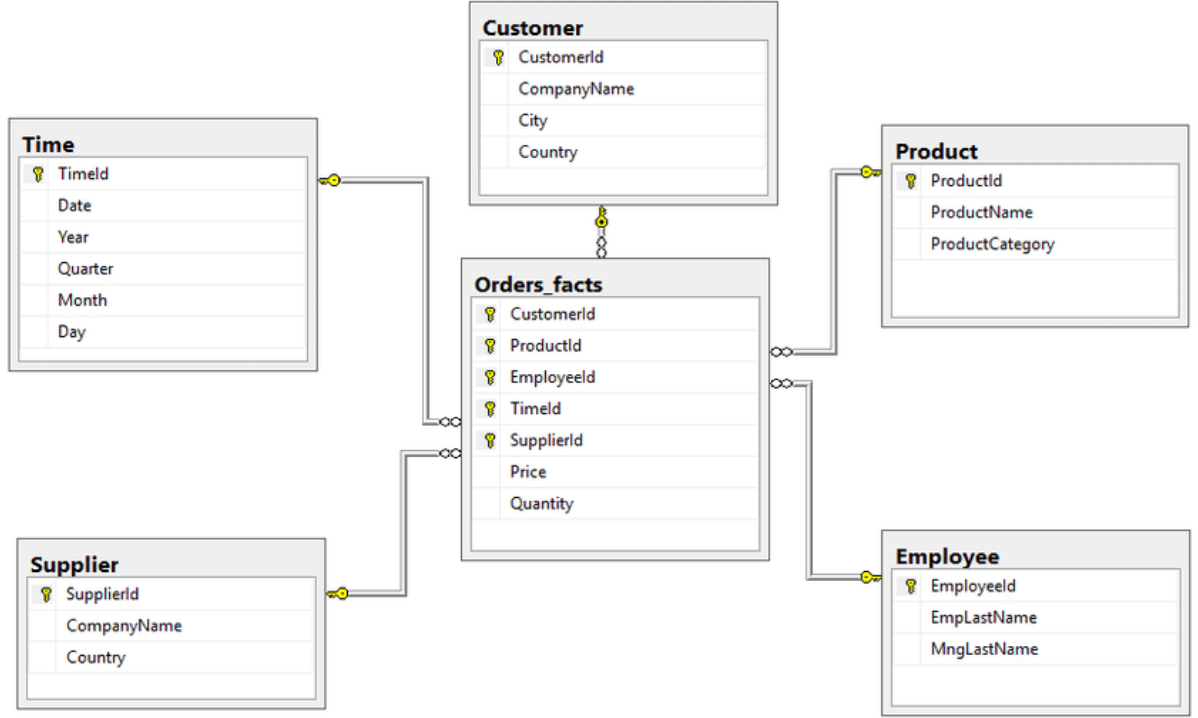 Customer
CustomerId
CompanyName
City
Country
Time
TimeId
Date
Year
Quarter
Month
Day
Product
ProductId
ProductName
ProductCategory
Orders_facts
CustomerId
ProductId
EmployeeId
TimeId
SupplierId
Price
Quantity
Supplier
SupplierId
CompanyName
Country
Employee
EmployeeId
EmpLastName
MngLastName